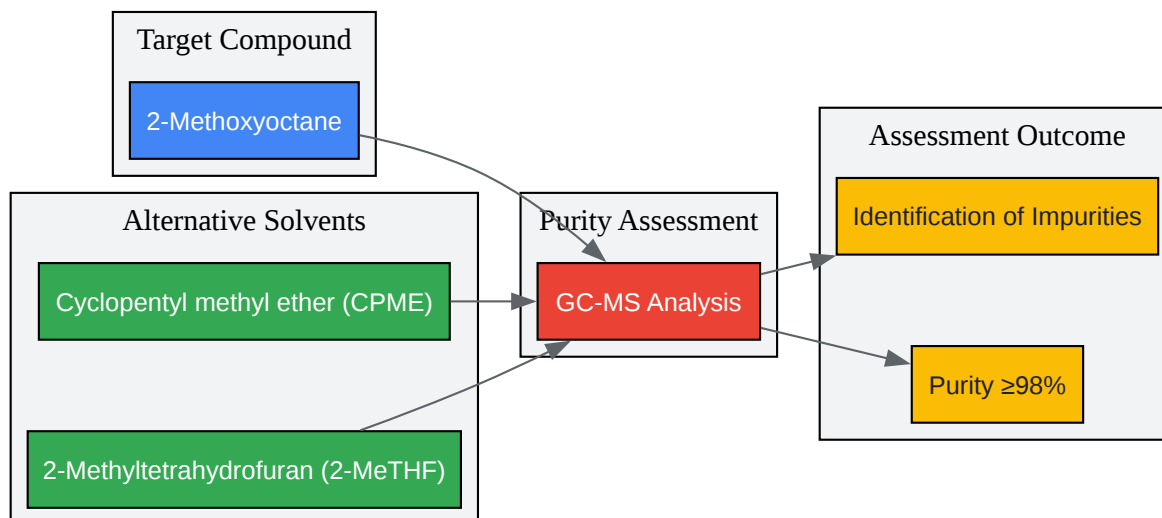 Target Compound
2-Methoxyoctane
Alternative Solvents
Cyclopentyl methyl ether (CPME)
2-Methyltetrahydrofuran (2-MeTHF)
Purity Assessment
GC-MS Analysis
Assessment Outcome
Identification of Impurities
Purity ≥98%